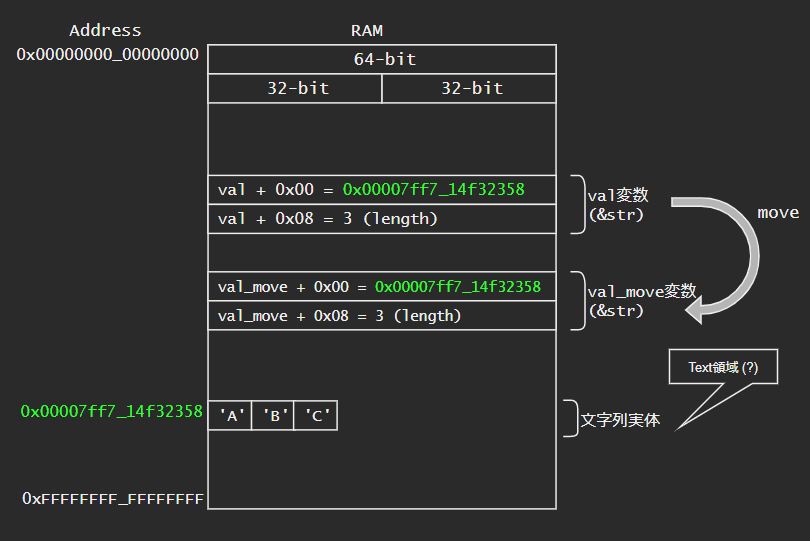 Address RAM
0x00000000_00000000 64-bit
32-bit 32-bit
val + 0x00 = 0x00007ff7_14f32358
val + 0x08 = 3 (length)
val変数
(&str)
move
val_move + 0x00 = 0x00007ff7_14f32358
val_move + 0x08 = 3 (length)
val_move変数
(&str)
Text領域 (?)
0x00007ff7_14f32358 'A' 'B' 'C' 文字列実体
0xFFFFFFFF_FFFFFFFF